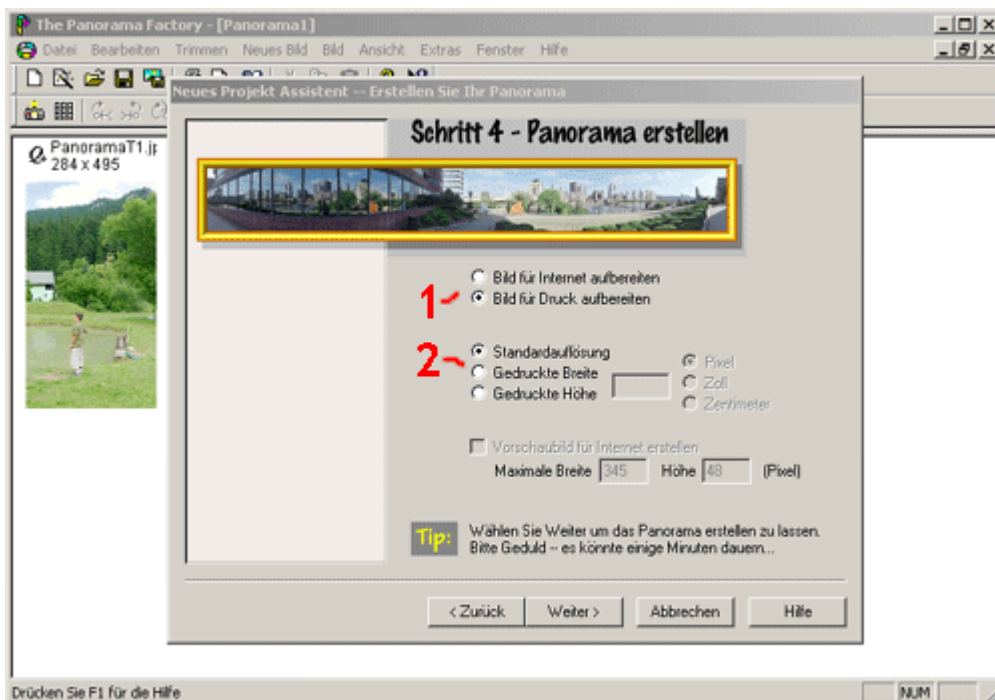 The Panorama Factory - [Panorama1]
Datei Bearbeiten Trimmen Neues Bild Bild Ansicht Extras Fenster Hilfe
Neues Projekt Assistent -- Erstellen Sie Ihr Panorama
PanoramaT1.jp
284 x 495
Schritt 4 - Panorama erstellen
Bild für Internet aufbereiten
1
Bild für Druck aufbereiten
2
Standardauflösung
Gedruckte Breite
Gedruckte Höhe
Pixel
Zoll
Zentimeter
Vorschaubild für Internet erstellen
Maximale Breite 345 Höhe 48 (Pixel)
Tip:
Wählen Sie Weiter um das Panorama erstellen zu lassen.
Bitte Geduld -- es könnte einige Minuten dauern...
< Zurück Weiter > Abbrechen Hilfe
Drücken Sie F1 für die Hilfe NUM